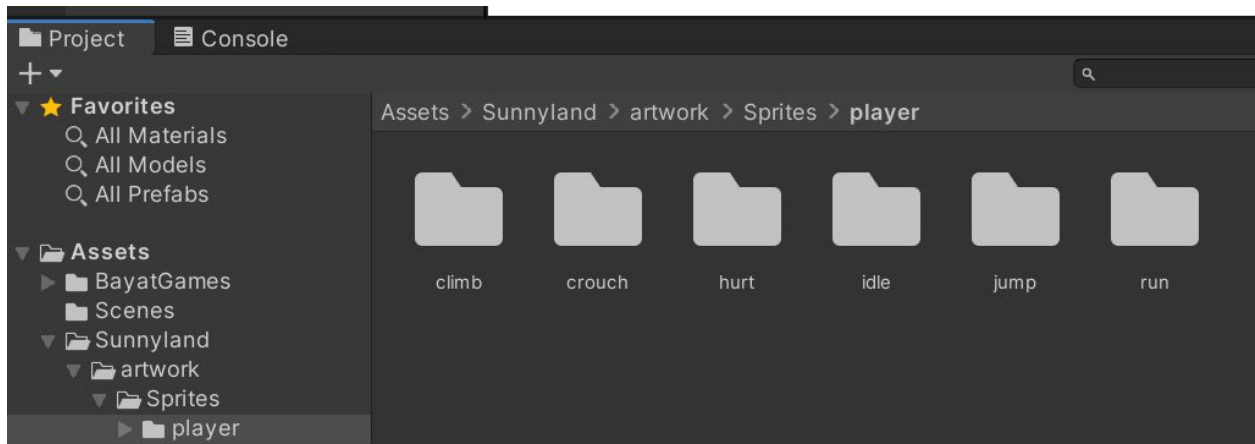 Project Console
Favorites
All Materials
All Models
All Prefabs
Assets
BayatGames
Scenes
Sunnyland
artwork
Sprites
player
Assets > Sunnyland > artwork > Sprites > player
climb crouch hurt idle jump run